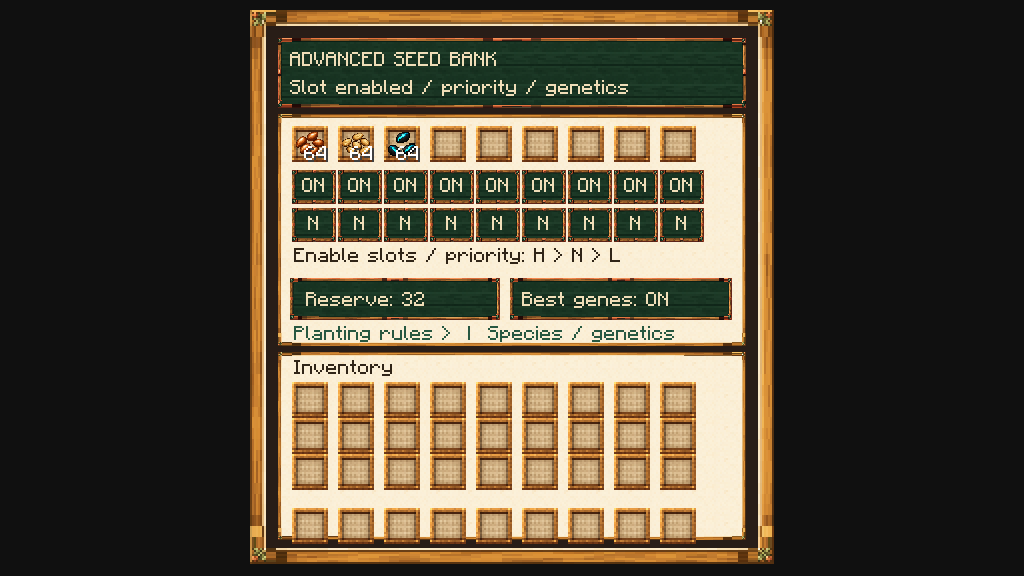 ADVANCED SEED BANK
Slot enabled / priority / genetics
64 64 64
ON ON ON ON ON ON ON ON ON
N N N N N N N N N
Enable slots / priority: H > N > L
Reserve: 32 Best genes: ON
Planting rules > | Species / genetics
Inventory